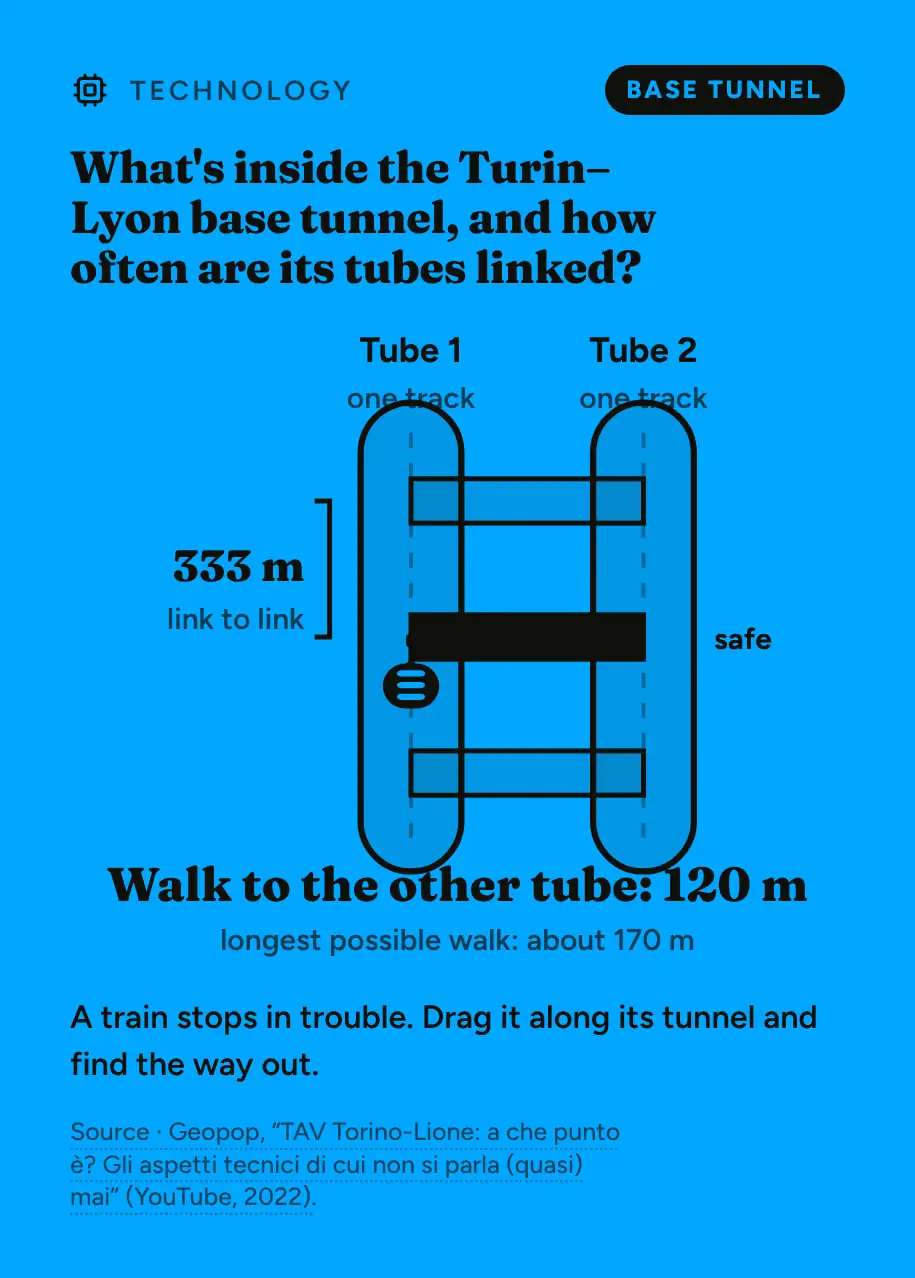 TECHNOLOGY
BASE TUNNEL
What's inside the Turin–
Lyon base tunnel, and how
often are its tubes linked?
Tube 1
Tube 2
one track
one track
333 m
link to link
safe
Walk to the other tube: 120 m
longest possible walk: about 170 m
A train stops in trouble. Drag it along its tunnel and
find the way out.
Source · Geopop, “TAV Torino-Lione: a che punto
è? Gli aspetti tecnici di cui non si parla (quasi)
mai” (YouTube, 2022).